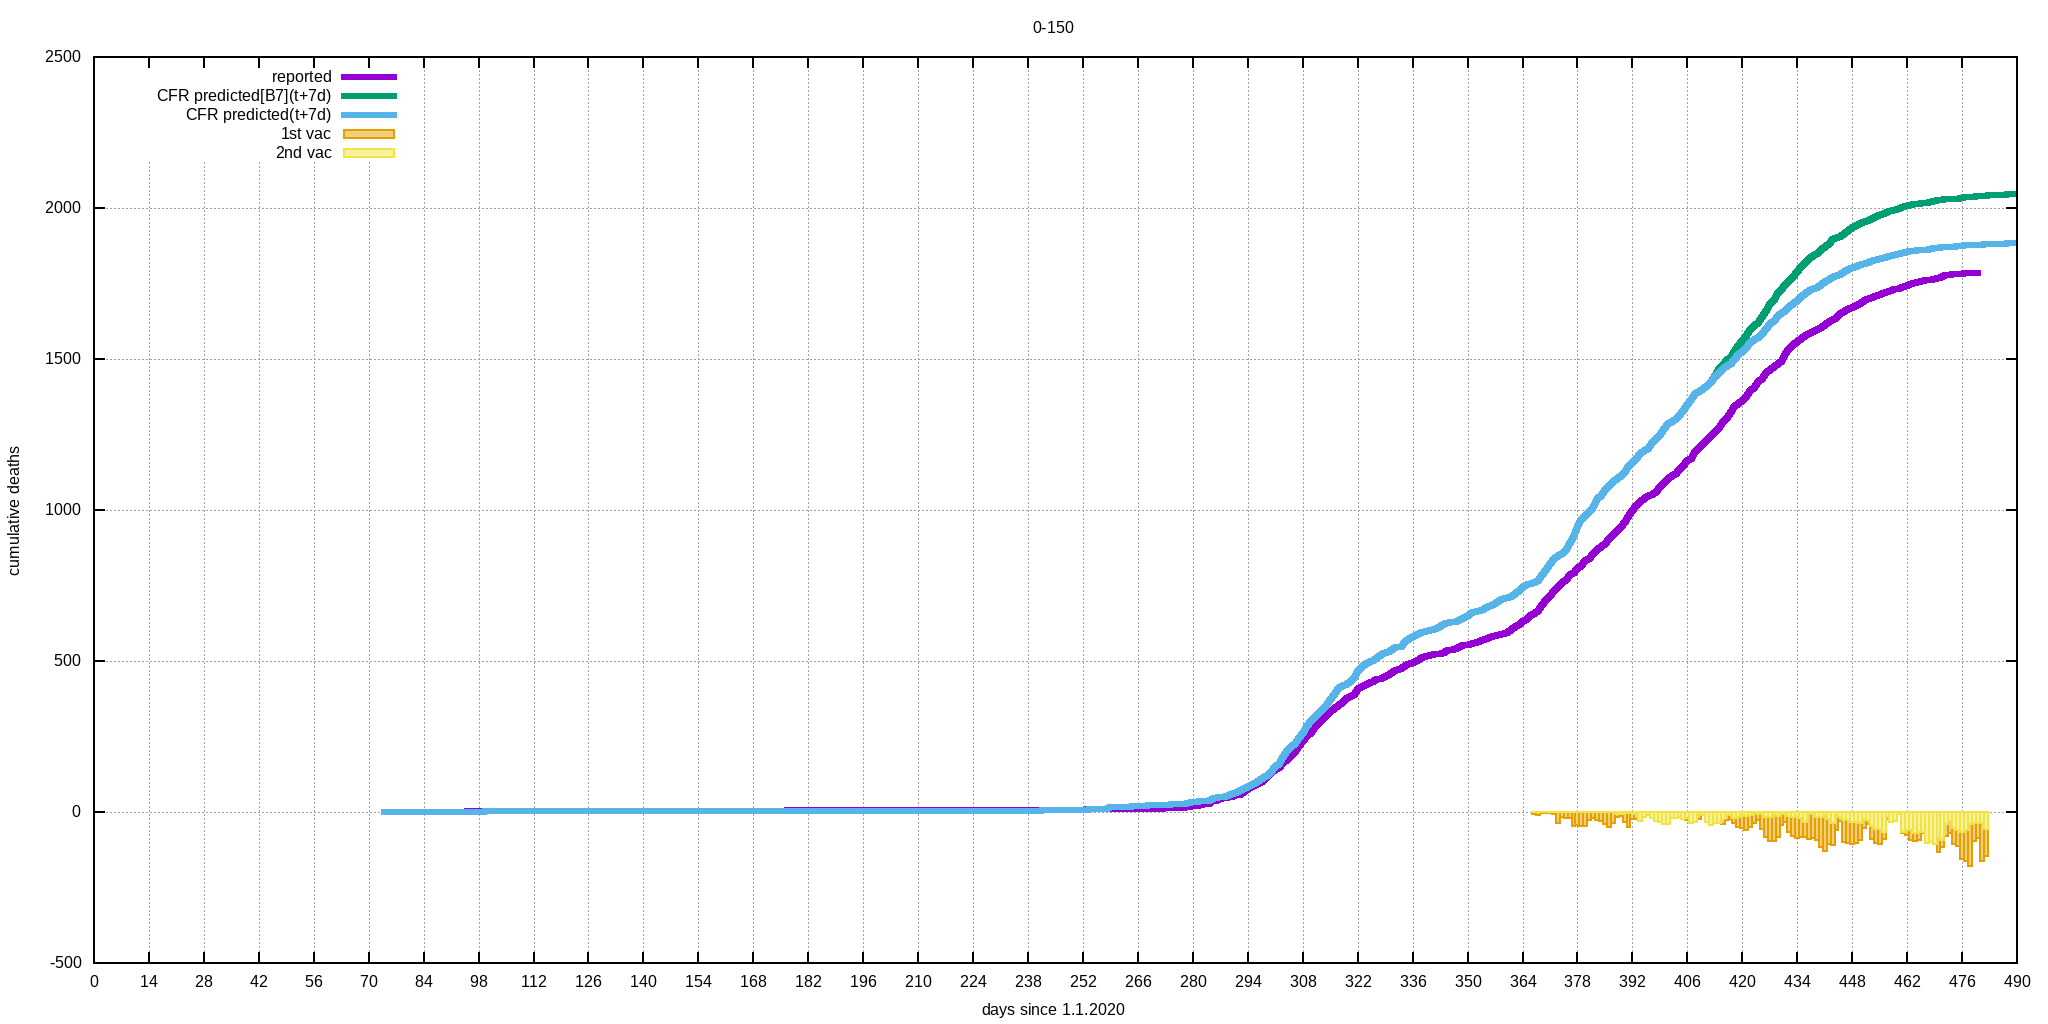 0-150
2500
2000
1500
1000
500
0
-500
cumulative deaths
reported
CFR predicted[B7](t+7d)
CFR predicted(t+7d)
1st vac
2nd vac
0 14 28 42 56 70 84 98 112 126 140 154 168 182 196 210 224 238 252 266 280 294 308 322 336 350 364 378 392 406 420 434 448 462 476 490
days since 1.1.2020